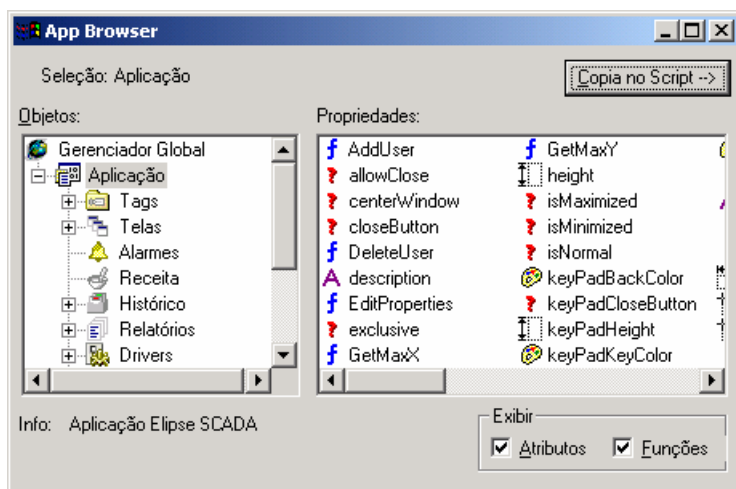 App Browser
Seleção: Aplicação
Copia no Script -->
Objetos:
Propriedades:
Gerenciador Global
Aplicação
Tags
Telas
Alarmes
Receita
Histórico
Relatórios
Drivers
AddUser
allowClose
centerWindow
closeButton
DeleteUser
description
EditProperties
exclusive
GetMaxX
GetMaxY
height
isMaximized
isMinimized
isNormal
keyPadBackColor
keyPadCloseButton
keyPadHeight
keyPadKeyColor
Info: Aplicação Elipse SCADA
Exibir
Atributos
Funções